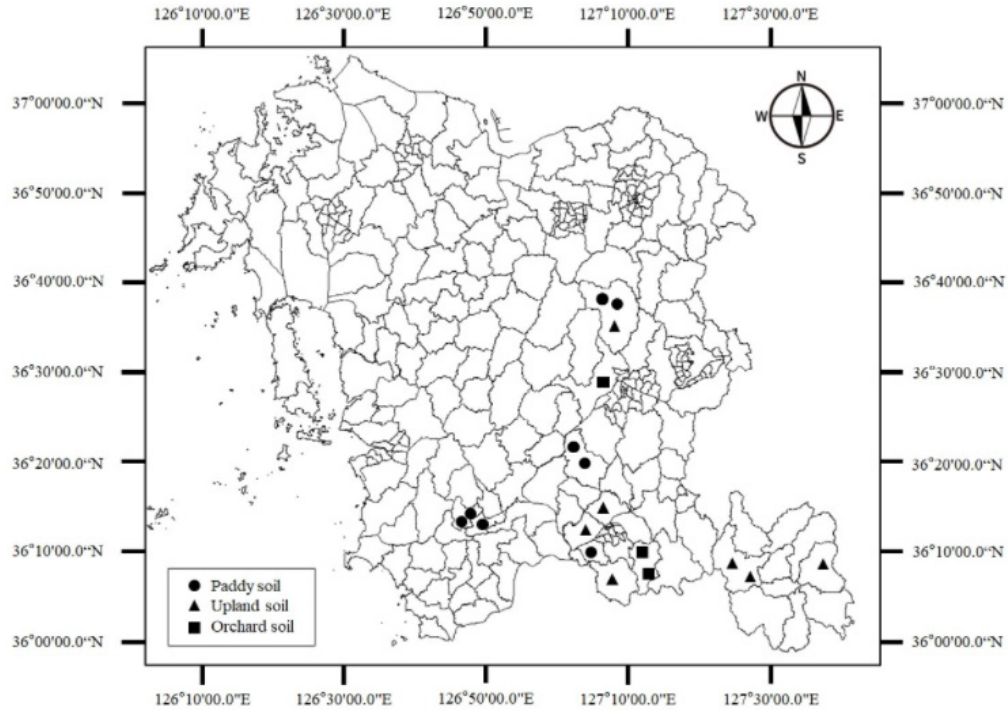 126°10'00.0"E 126°30'00.0"E 126°50'00.0"E 127°10'00.0"E 127°30'00.0"E
N
W E
S
37°00'00".0“N 37°00'00".0“N
36°50'00".0“N 36°50'00".0“N
36°40'00".0“N 36°40'00".0“N
36°30'00".0“N 36°30'00".0“N
36°20'00".0“N 36°20'00".0“N
36°10'00".0“N 36°10'00".0“N
36°00'00".0“N 36°00'00".0“N
Paddy soil
Upland soil
Orchard soil
126°10'00.0"E 126°30'00.0"E 126°50'00.0"E 127°10'00.0"E 127°30'00.0"E